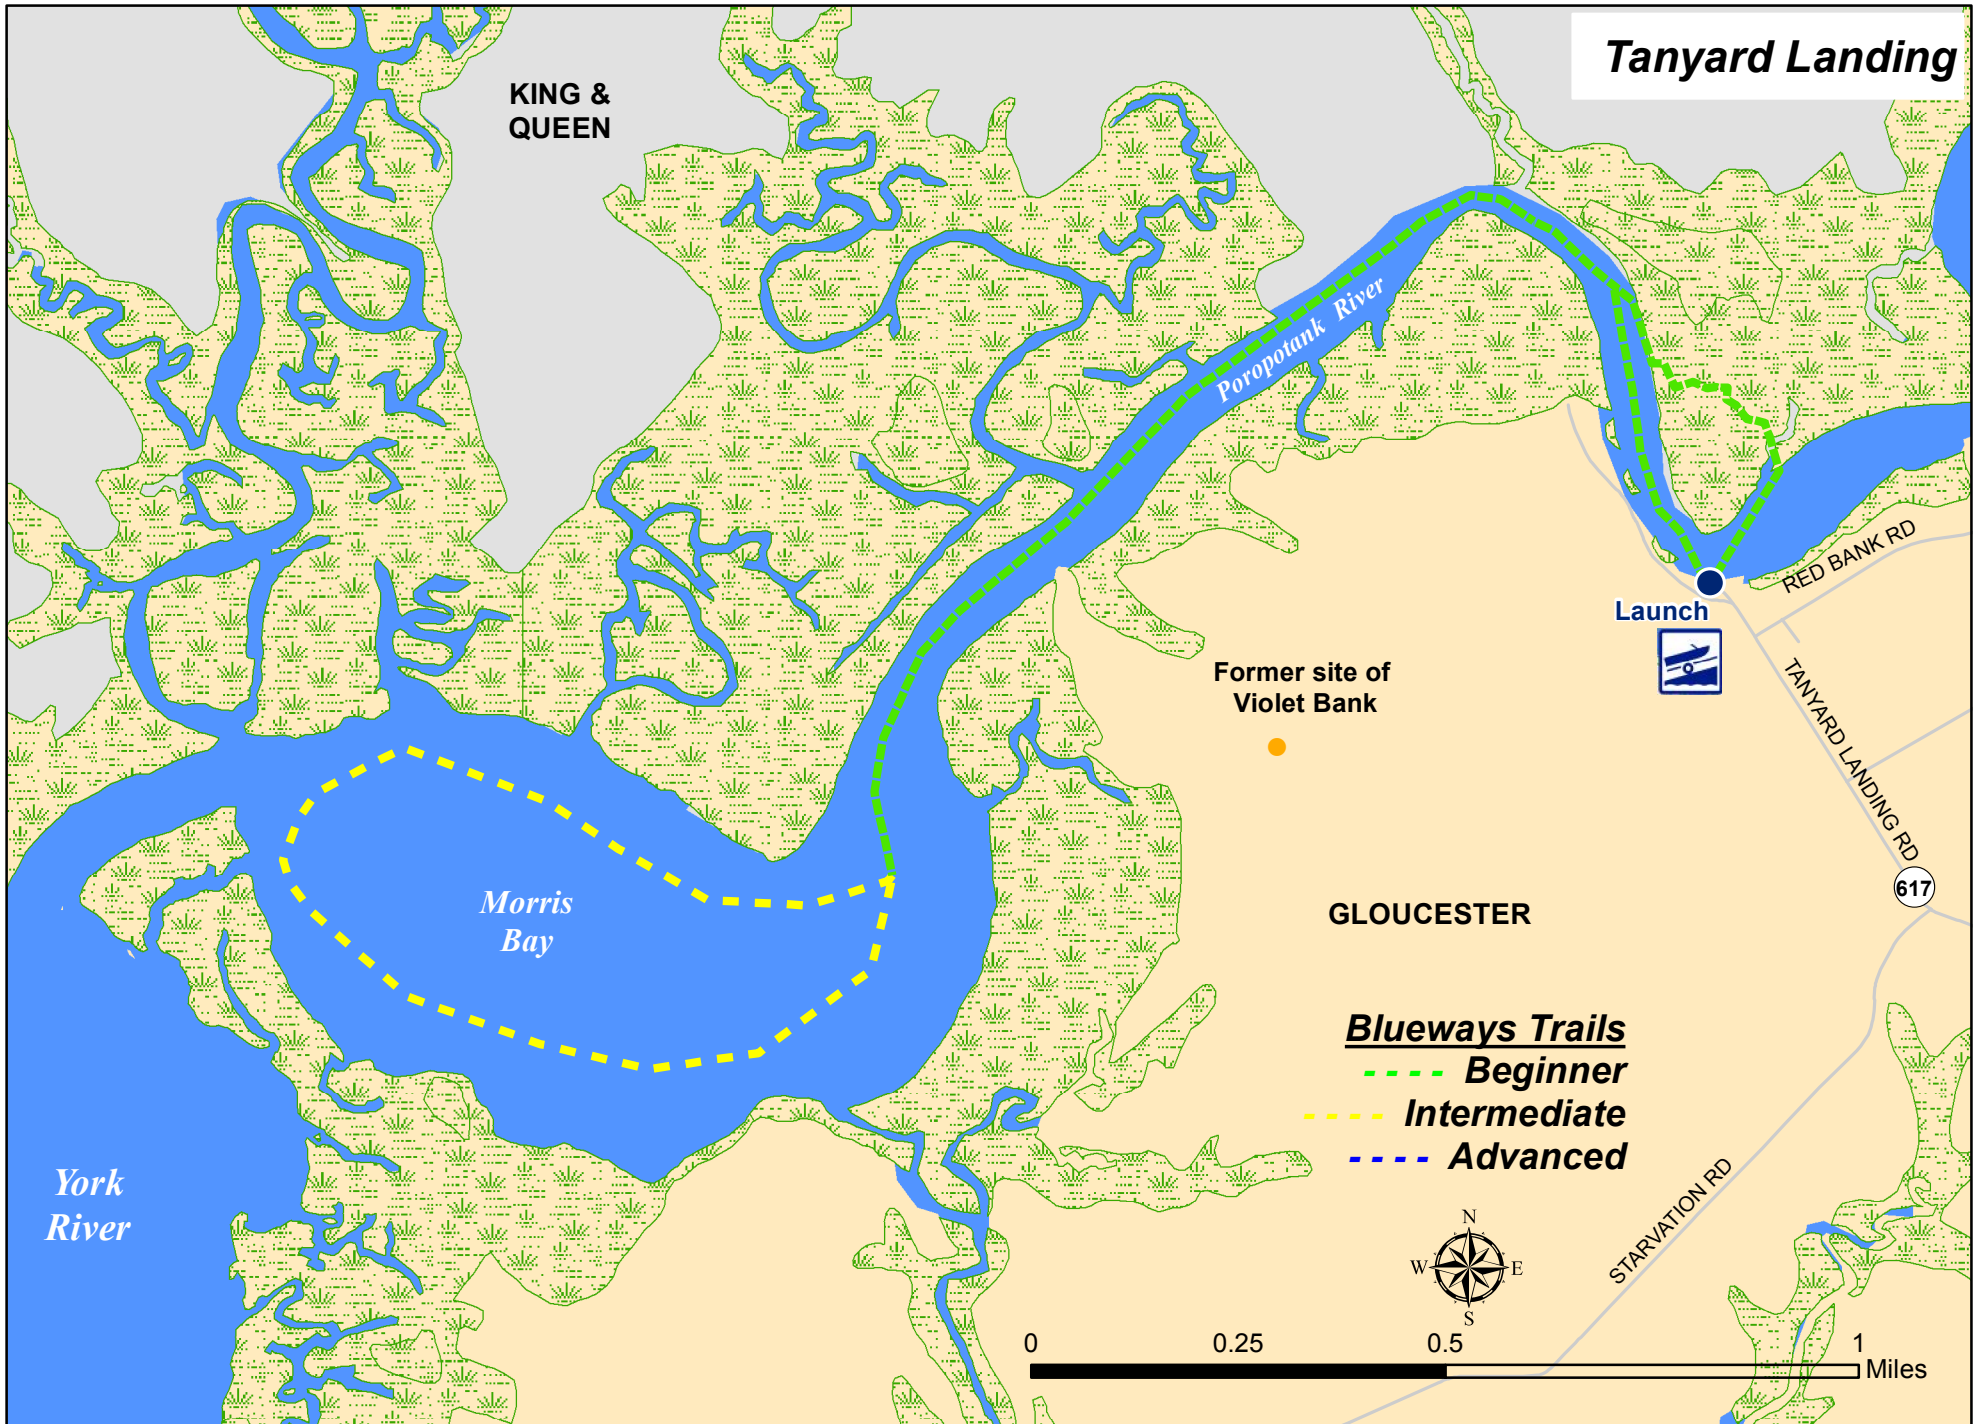 Tanyard Landing
KING &
QUEEN
Poropotank River
RED BANK RD
Launch
TANYARD LANDING RD
Former site of
Violet Bank
617
Morris
Bay
GLOUCESTER
Blueways Trails
Beginner
Intermediate
Advanced
York
River
STARVATION RD
N
W E
S
0 0.25 0.5 1
Miles